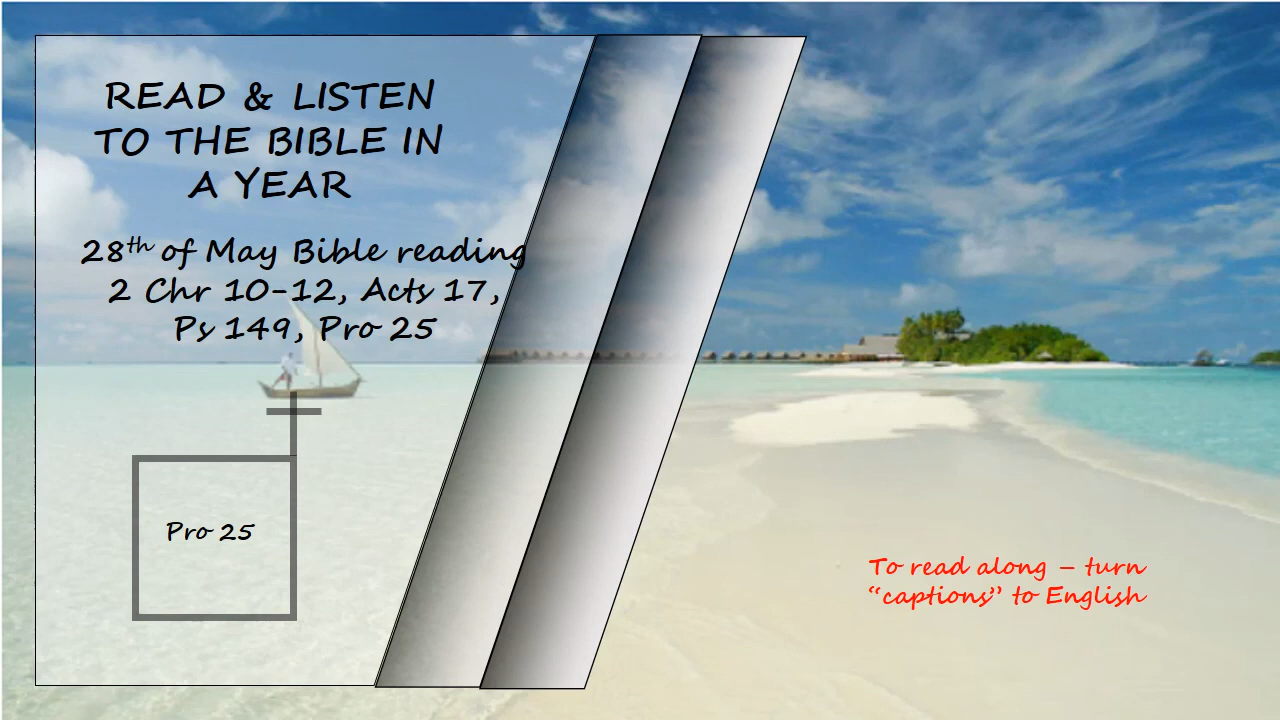 READ & LISTEN
TO THE BIBLE IN
A YEAR
28th of May Bible reading
2 Chr 10-12, Acts 17,
Ps 149, Pro 25
Pro 25
To read along – turn
“captions” to English